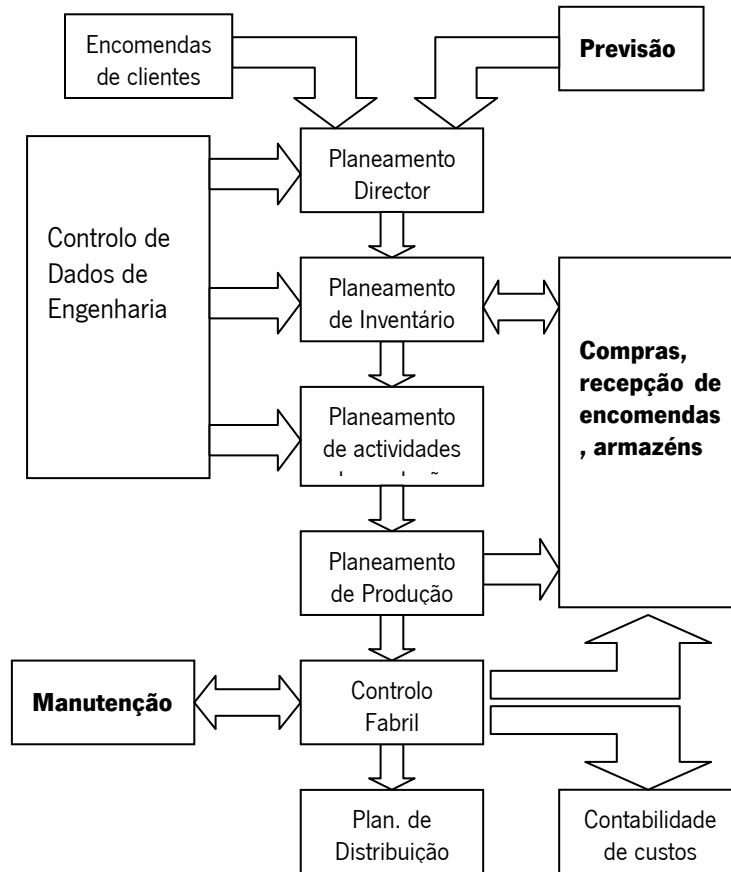 Encomendas
de clientes
Previsão
Planeamento
Director
Controlo de
Dados de
Engenharia
Planeamento
de Inventário
Compras,
recepção de
encomendas
, armazéns
Planeamento
de actividades
Planeamento
de Produção
Manutenção
Controlo
Fabril
Plan. de
Distribuição
Contabilidade
de custos